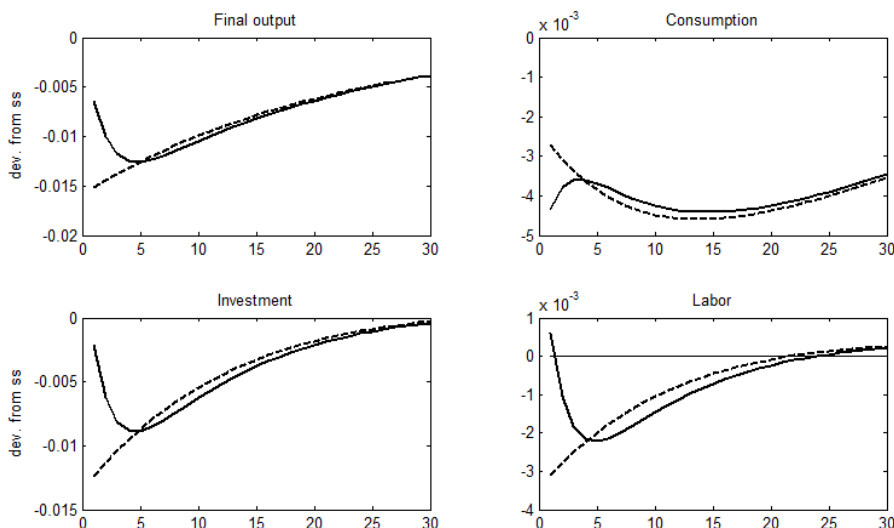 Final output
0
-0.005
-0.01
-0.015
-0.02
dev. from ss
0 5 10 15 20 25 30
Consumption
x 10^-3
0
-1
-2
-3
-4
-5
0 5 10 15 20 25 30
Investment
0
-0.005
-0.01
-0.015
dev. from ss
0 5 10 15 20 25 30
Labor
x 10^-3
1
0
-1
-2
-3
-4
0 5 10 15 20 25 30